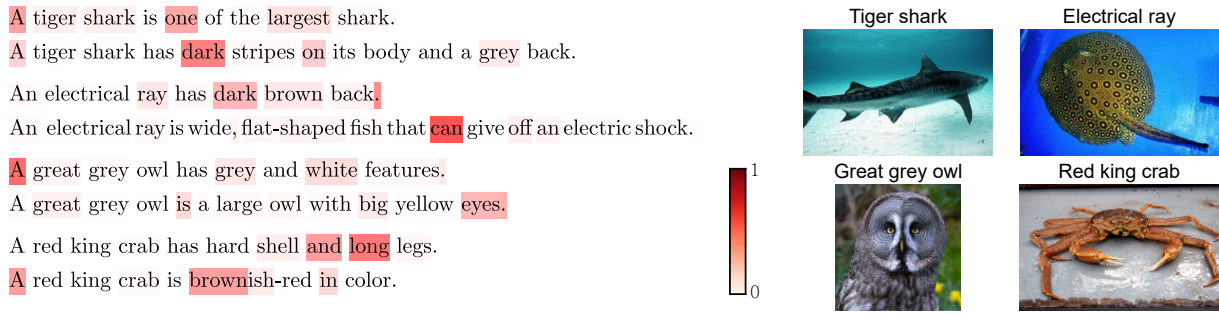 A tiger shark is one of the largest shark.
A tiger shark has dark stripes on its body and a grey back.
An electrical ray has dark brown back.
An electrical ray is wide, flat-shaped fish that can give off an electric shock.
A great grey owl has grey and white features.
A great grey owl is a large owl with big yellow eyes.
A red king crab has hard shell and long legs.
A red king crab is brownish-red in color.
1
0
Tiger shark
Electrical ray
Great grey owl
Red king crab